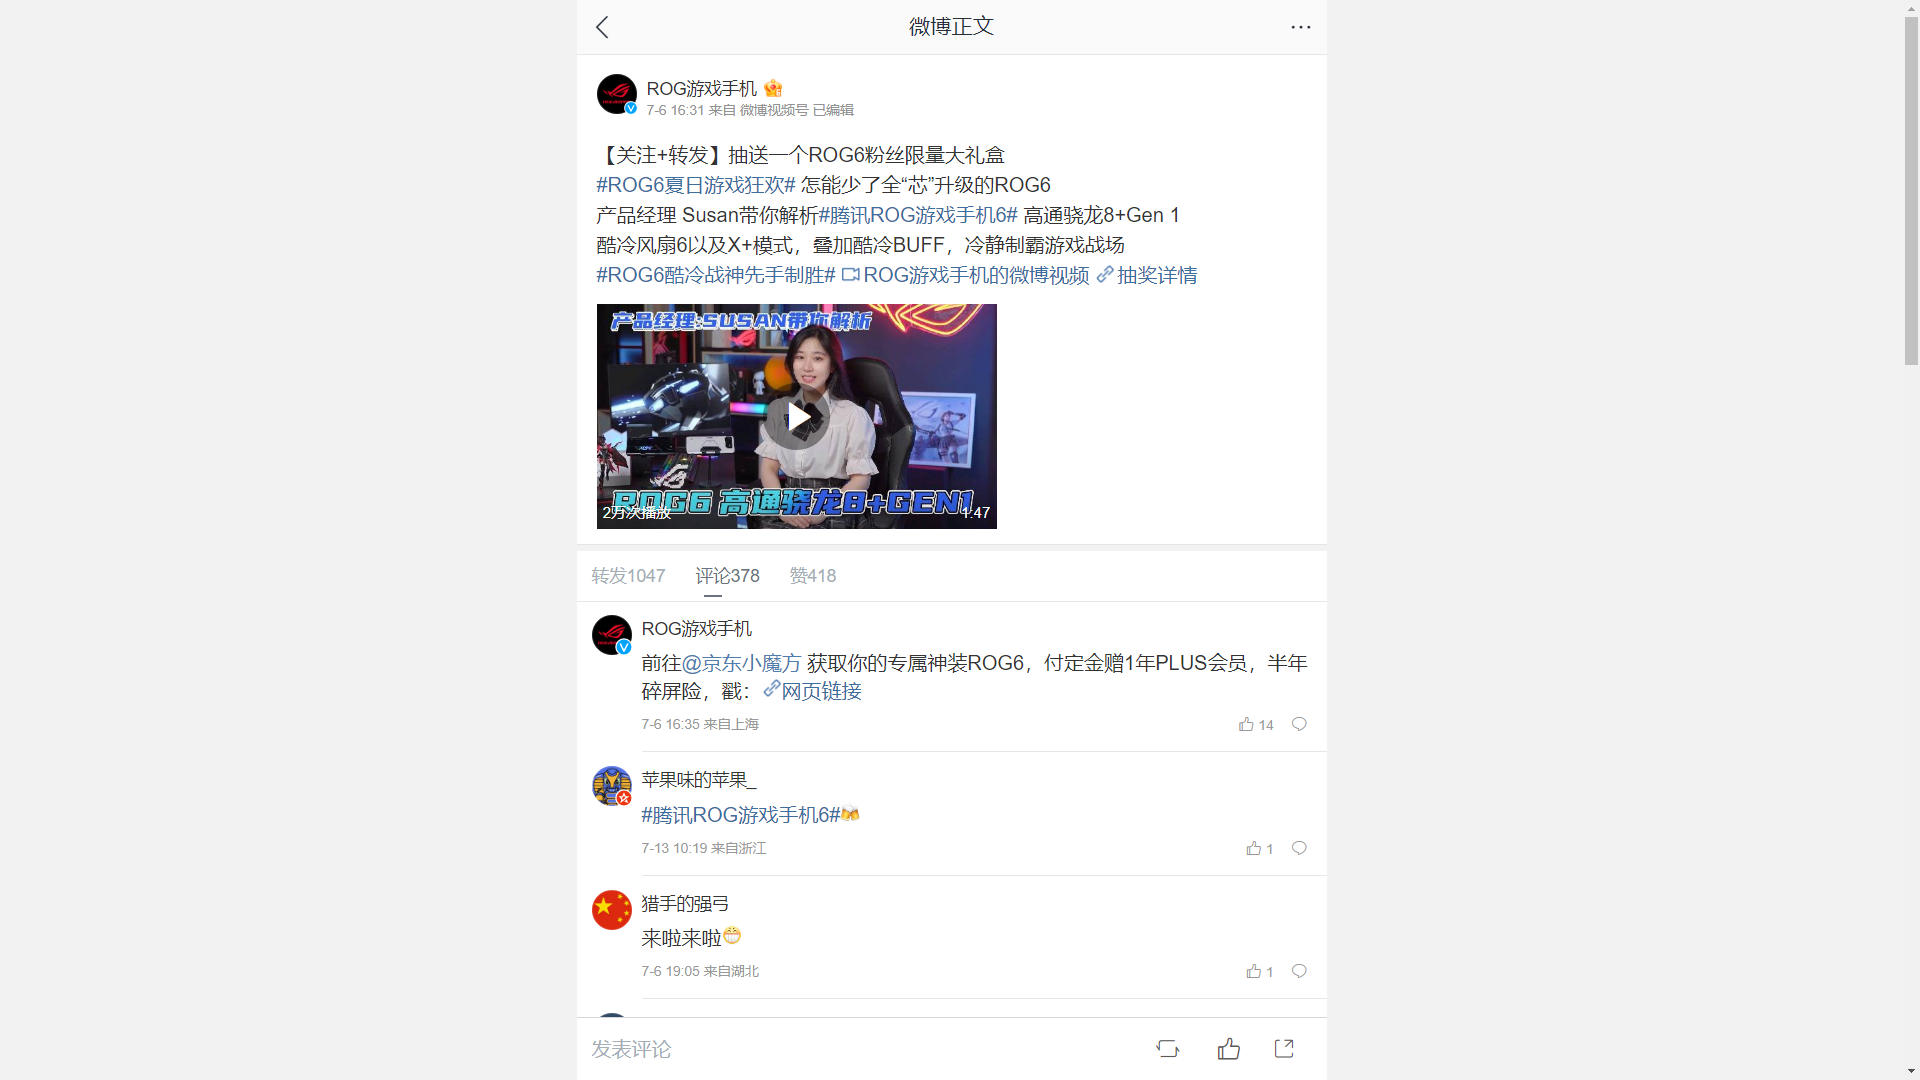 微博正文
ROG游戏手机
7-6 16:31 来自 微博视频号 已编辑
【关注+转发】抽送一个ROG6粉丝限量大礼盒
#ROG6夏日游戏狂欢# 怎能少了全“芯”升级的ROG6
产品经理 Susan带你解析#腾讯ROG游戏手机6# 高通骁龙8+Gen 1
酷冷风扇6以及X+模式，叠加酷冷BUFF，冷静制霸游戏战场
#ROG6酷冷战神先手制胜# ROG游戏手机的微博视频 抽奖详情
产品经理:SUSAN带你解析
ROG6 高通骁龙8+GEN1
2万次播放
1:47
转发1047 评论378 赞418
ROG游戏手机
前往@京东小魔方 获取你的专属神装ROG6，付定金赠1年PLUS会员，半年
碎屏险，戳：网页链接
7-6 16:35 来自上海
14
苹果味的苹果_
#腾讯ROG游戏手机6#🍻
7-13 10:19 来自浙江
1
猎手的强弓
来啦来啦😁
7-6 19:05 来自湖北
1
发表评论